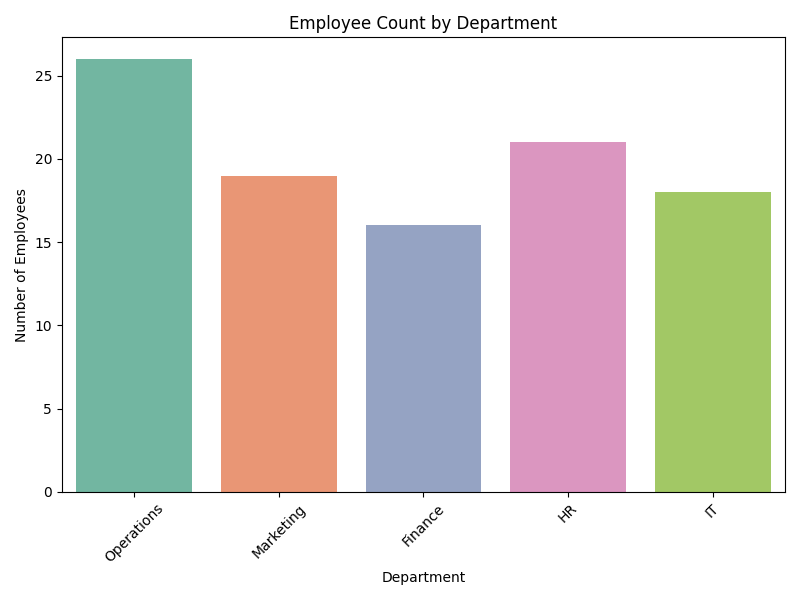 Employee Count by Department
Number of Employees
25
20
15
10
5
0
Operations
Marketing
Finance
HR
IT
Department